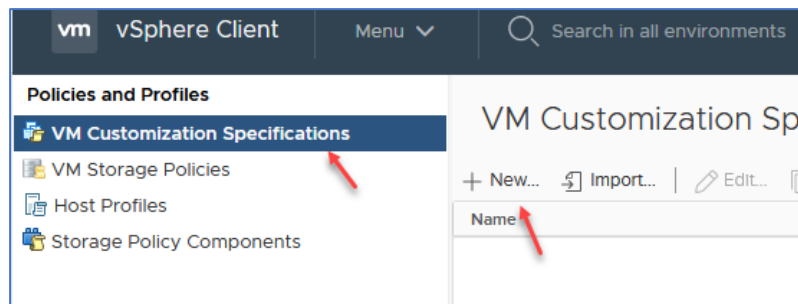 vm vSphere Client Menu Search in all environments
Policies and Profiles
VM Customization Specifications
VM Storage Policies
Host Profiles
Storage Policy Components
VM Customization Sp
+ New... Import... Edit...
Name